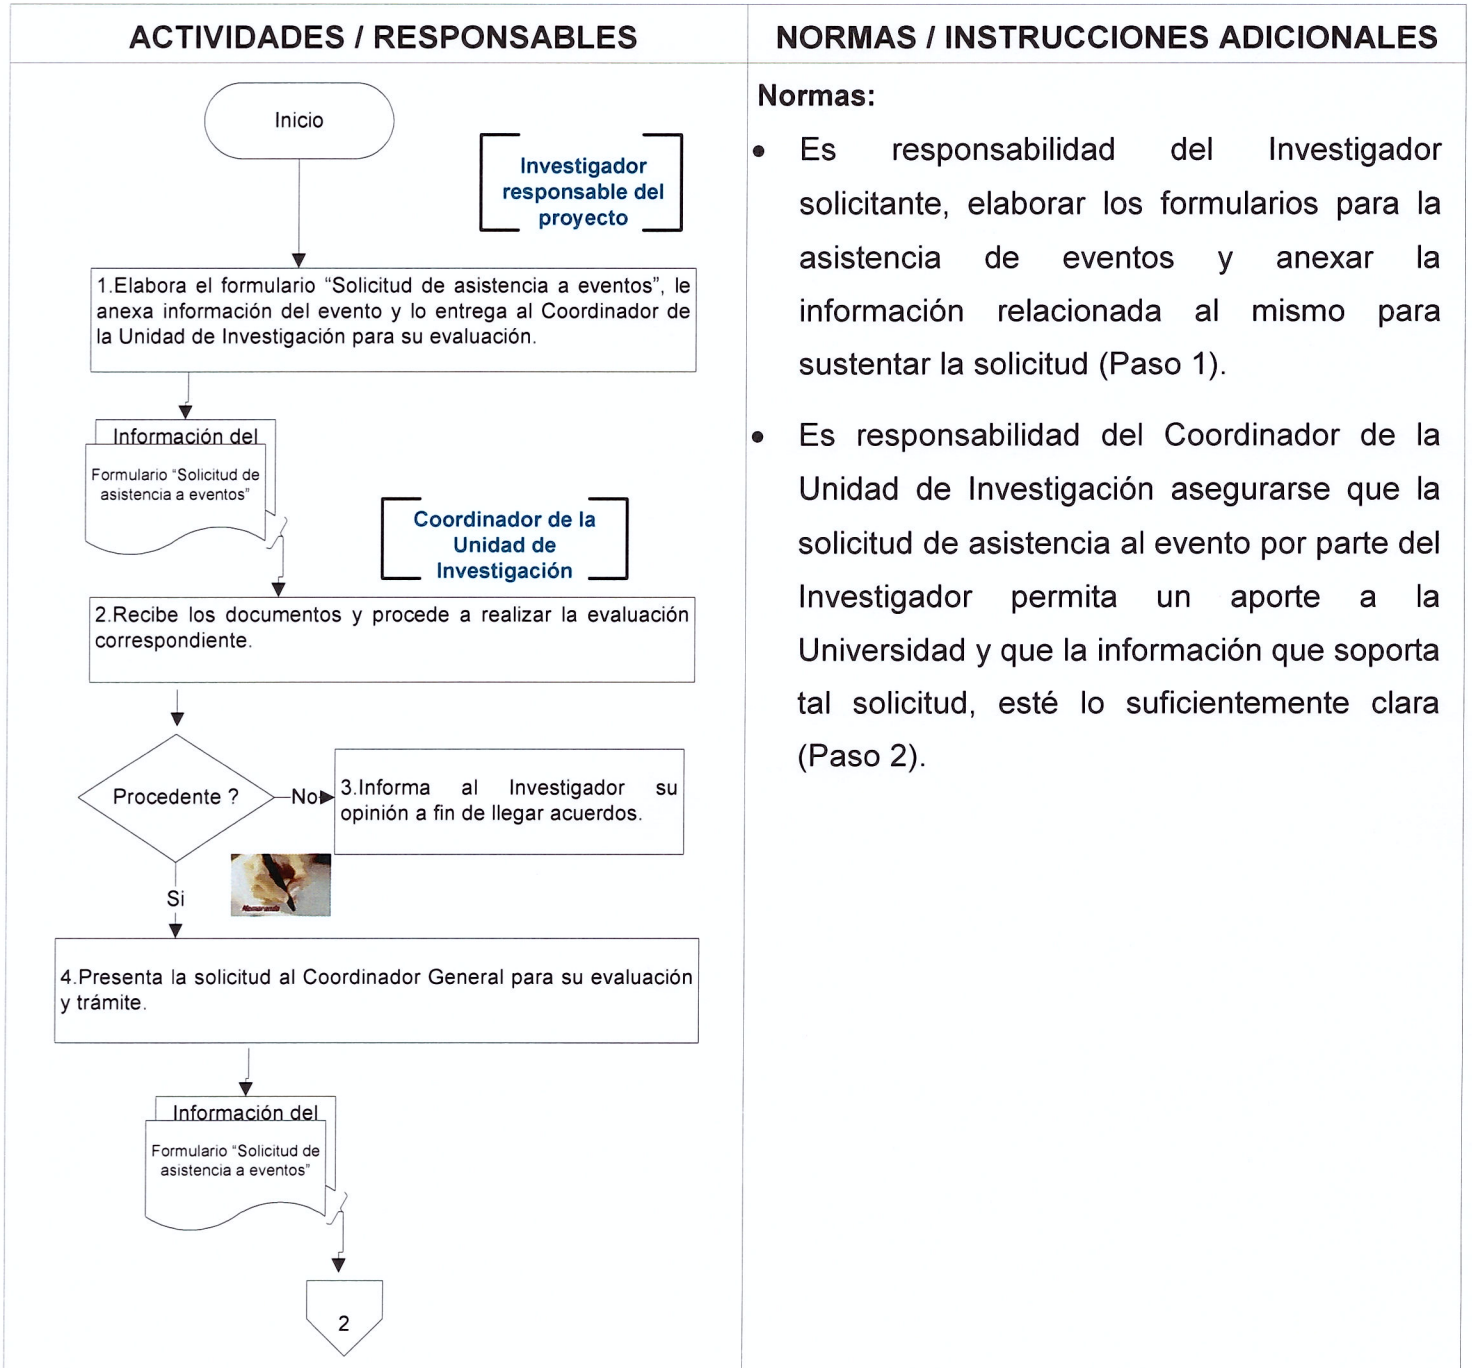 ACTIVIDADES / RESPONSABLES
NORMAS / INSTRUCCIONES ADICIONALES
Inicio
Investigador
responsable del
proyecto
1.Elabora el formulario “Solicitud de asistencia a eventos”, le
anexa información del evento y lo entrega al Coordinador de
la Unidad de Investigación para su evaluación.
Información del
Formulario “Solicitud de
asistencia a eventos”
Coordinador de la
Unidad de
Investigación
2.Recibe los documentos y procede a realizar la evaluación
correspondiente.
Procedente ?
No
3.Informa al Investigador su
opinión a fin de llegar acuerdos.
Si
Memoranda
4.Presenta la solicitud al Coordinador General para su evaluación
y trámite.
Información del
Formulario “Solicitud de
asistencia a eventos”
2
Normas:
• Es responsabilidad del Investigador
solicitante, elaborar los formularios para la
asistencia de eventos y anexar la
información relacionada al mismo para
sustentar la solicitud (Paso 1).
• Es responsabilidad del Coordinador de la
Unidad de Investigación asegurarse que la
solicitud de asistencia al evento por parte del
Investigador permita un aporte a la
Universidad y que la información que soporta
tal solicitud, esté lo suficientemente clara
(Paso 2).